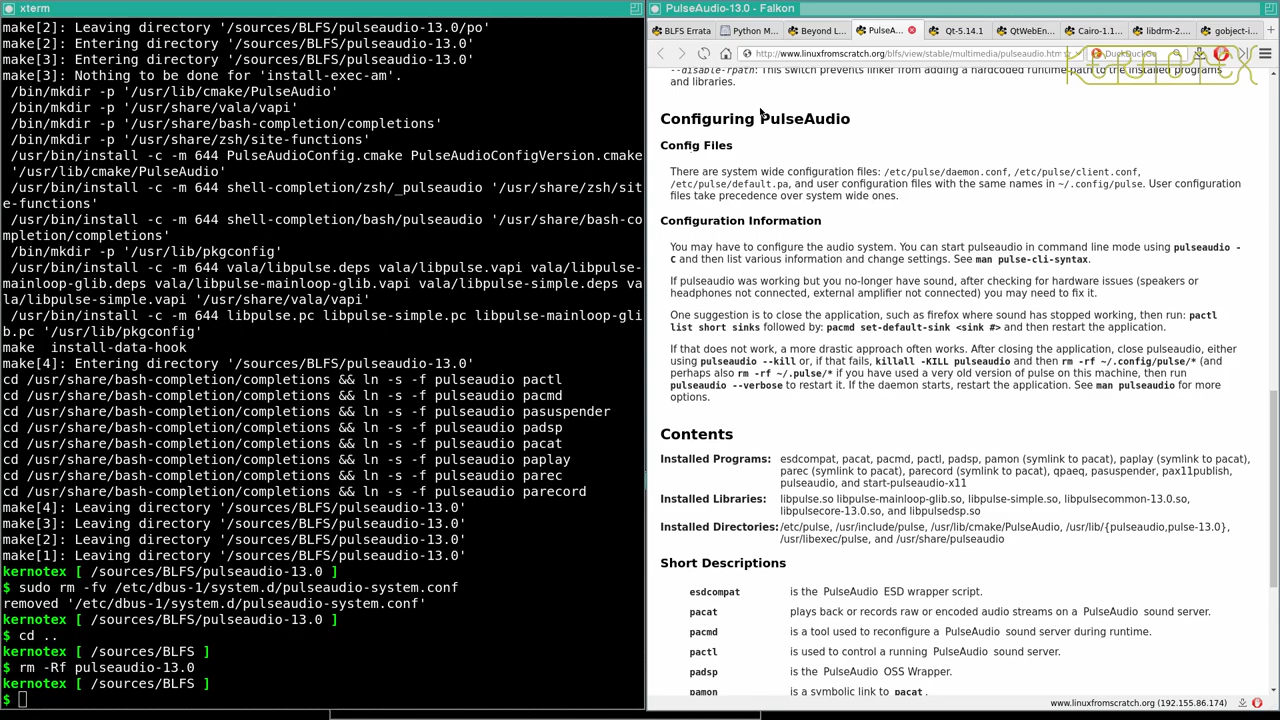 xterm
make[2]: Leaving directory '/sources/BLFS/pulseaudio-13.0/po'
make[2]: Entering directory '/sources/BLFS/pulseaudio-13.0'
make[3]: Entering directory '/sources/BLFS/pulseaudio-13.0'
make[3]: Nothing to be done for 'install-exec-am'.
/bin/mkdir -p '/usr/lib/cmake/PulseAudio'
/bin/mkdir -p '/usr/share/vala/vapi'
/bin/mkdir -p '/usr/share/bash-completion/completions'
/bin/mkdir -p '/usr/share/zsh/site-functions'
/usr/bin/install -c -m 644 PulseAudioConfig.cmake PulseAudioConfigVersion.cmake
'/usr/lib/cmake/PulseAudio'
/usr/bin/install -c -m 644 shell-completion/zsh/_pulseaudio '/usr/share/zsh/sit
e-functions'
/usr/bin/install -c -m 644 shell-completion/bash/pulseaudio '/usr/share/bash-co
mpletion/completions'
/bin/mkdir -p '/usr/lib/pkgconfig'
/usr/bin/install -c -m 644 vala/libpulse.deps vala/libpulse.vapi vala/libpulse-
mainloop-glib.deps vala/libpulse-mainloop-glib.vapi vala/libpulse-simple.deps va
la/libpulse-simple.vapi '/usr/share/vala/vapi'
/usr/bin/install -c -m 644 libpulse.pc libpulse-simple.pc libpulse-mainloop-gli
b.pc '/usr/lib/pkgconfig'
make  install-data-hook
make[4]: Entering directory '/sources/BLFS/pulseaudio-13.0'
cd /usr/share/bash-completion/completions && ln -s -f pulseaudio pactl
cd /usr/share/bash-completion/completions && ln -s -f pulseaudio pacmd
cd /usr/share/bash-completion/completions && ln -s -f pulseaudio pasuspender
cd /usr/share/bash-completion/completions && ln -s -f pulseaudio padsp
cd /usr/share/bash-completion/completions && ln -s -f pulseaudio pacat
cd /usr/share/bash-completion/completions && ln -s -f pulseaudio paplay
cd /usr/share/bash-completion/completions && ln -s -f pulseaudio parec
cd /usr/share/bash-completion/completions && ln -s -f pulseaudio parecord
make[4]: Leaving directory '/sources/BLFS/pulseaudio-13.0'
make[3]: Leaving directory '/sources/BLFS/pulseaudio-13.0'
make[2]: Leaving directory '/sources/BLFS/pulseaudio-13.0'
make[1]: Leaving directory '/sources/BLFS/pulseaudio-13.0'
kernotex [ /sources/BLFS/pulseaudio-13.0 ]
$ sudo rm -fv /etc/dbus-1/system.d/pulseaudio-system.conf
removed '/etc/dbus-1/system.d/pulseaudio-system.conf'
kernotex [ /sources/BLFS/pulseaudio-13.0 ]
$ cd ..
kernotex [ /sources/BLFS ]
$ rm -Rf pulseaudio-13.0
kernotex [ /sources/BLFS ]
$
PulseAudio-13.0 - Falkon
BLFS Errata Python M... Beyond L... PulseA... Qt-5.14.1 QtWebEn... Cairo-1.1... libdrm-2.... gobject-i...
http://www.linuxfromscratch.org/blfs/view/stable/multimedia/pulseaudio.htm
DuckDuckGo
KERNOTEX
--disable-rpath: This switch prevents linker from adding a hardcoded runtime path to the installed programs
and libraries.
Configuring PulseAudio
Config Files
There are system wide configuration files: /etc/pulse/daemon.conf, /etc/pulse/client.conf,
/etc/pulse/default.pa, and user configuration files with the same names in ~/.config/pulse. User configuration
files take precedence over system wide ones.
Configuration Information
You may have to configure the audio system. You can start pulseaudio in command line mode using pulseaudio -
C and then list various information and change settings. See man pulse-cli-syntax.
If pulseaudio was working but you no-longer have sound, after checking for hardware issues (speakers or
headphones not connected, external amplifier not connected) you may need to fix it.
One suggestion is to close the application, such as firefox where sound has stopped working, then run: pactl
list short sinks followed by: pacmd set-default-sink <sink #> and then restart the application.
If that does not work, a more drastic approach often works. After closing the application, close pulseaudio, either
using pulseaudio --kill or, if that fails, killall -KILL pulseaudio and then rm -rf ~/.config/pulse/* (and
perhaps also rm -rf ~/.pulse/* if you have used a very old version of pulse on this machine, then run
pulseaudio --verbose to restart it. If the daemon starts, restart the application. See man pulseaudio for more
options.
Contents
Installed Programs: esdcompat, pacat, pacmd, pactl, padsp, pamon (symlink to pacat), paplay (symlink to pacat),
parec (symlink to pacat), parecord (symlink to pacat), qpaeq, pasuspender, pax11publish,
pulseaudio, and start-pulseaudio-x11
Installed Libraries: libpulse.so libpulse-mainloop-glib.so, libpulse-simple.so, libpulsecommon-13.0.so,
libpulsecore-13.0.so, and libpulsedsp.so
Installed Directories: /etc/pulse, /usr/include/pulse, /usr/lib/cmake/PulseAudio, /usr/lib/{pulseaudio,pulse-13.0},
/usr/libexec/pulse, and /usr/share/pulseaudio
Short Descriptions
esdcompat is the PulseAudio ESD wrapper script.
pacat plays back or records raw or encoded audio streams on a PulseAudio sound server.
pacmd is a tool used to reconfigure a PulseAudio sound server during runtime.
pactl is used to control a running PulseAudio sound server.
padsp is the PulseAudio OSS Wrapper.
pamon is a symbolic link to pacat.
www.linuxfromscratch.org (192.155.86.174)